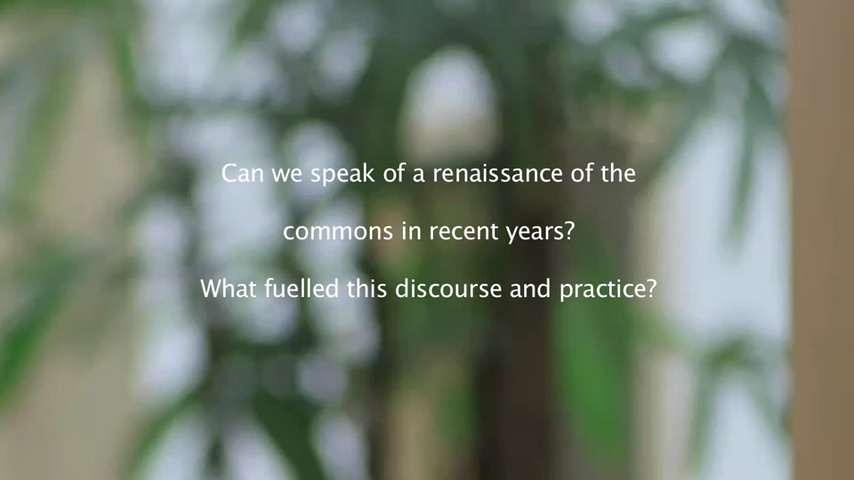 Can we speak of a renaissance of the
commons in recent years?
What fuelled this discourse and practice?